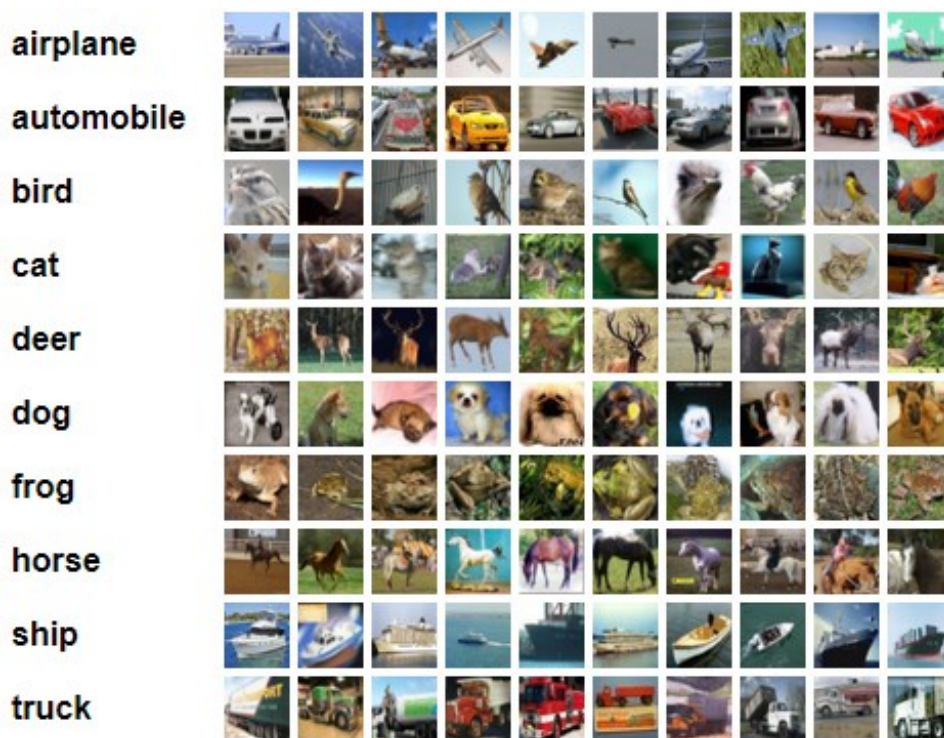 airplane
automobile
bird
cat
deer
dog
frog
horse
ship
truck